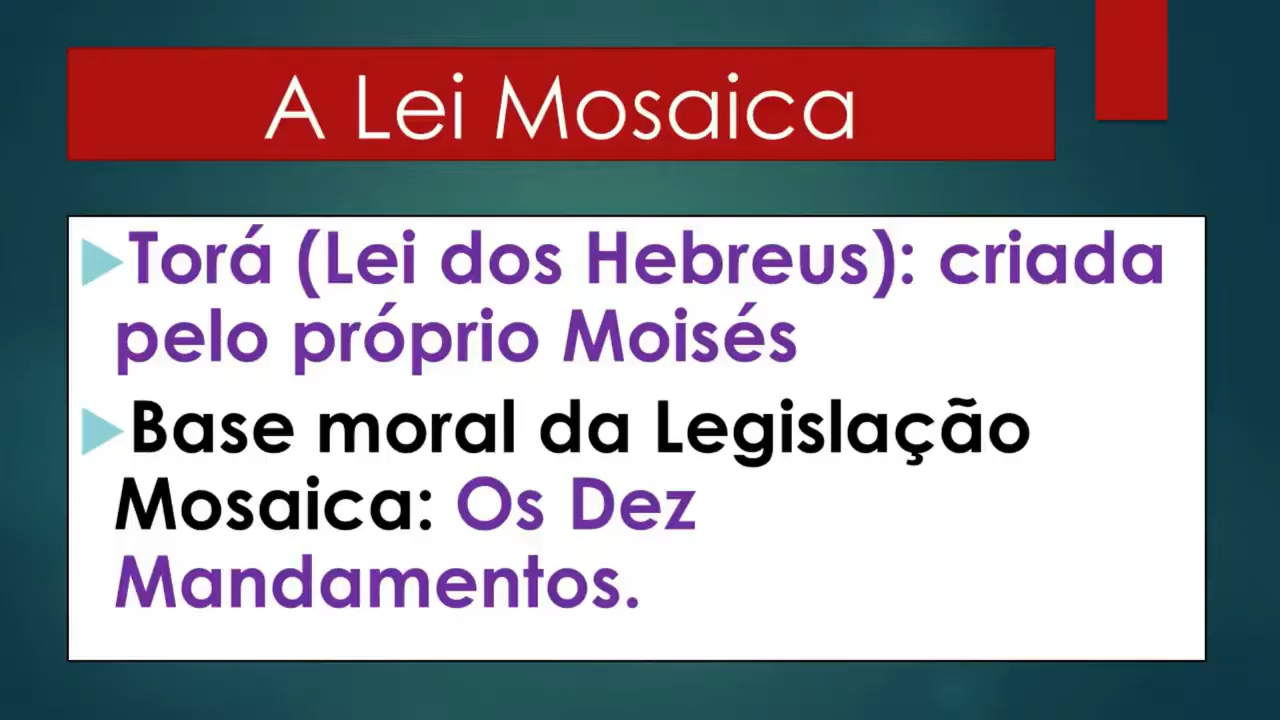 A Lei Mosaica
Torá (Lei dos Hebreus): criada
pelo próprio Moisés
Base moral da Legislação
Mosaica: Os Dez
Mandamentos.